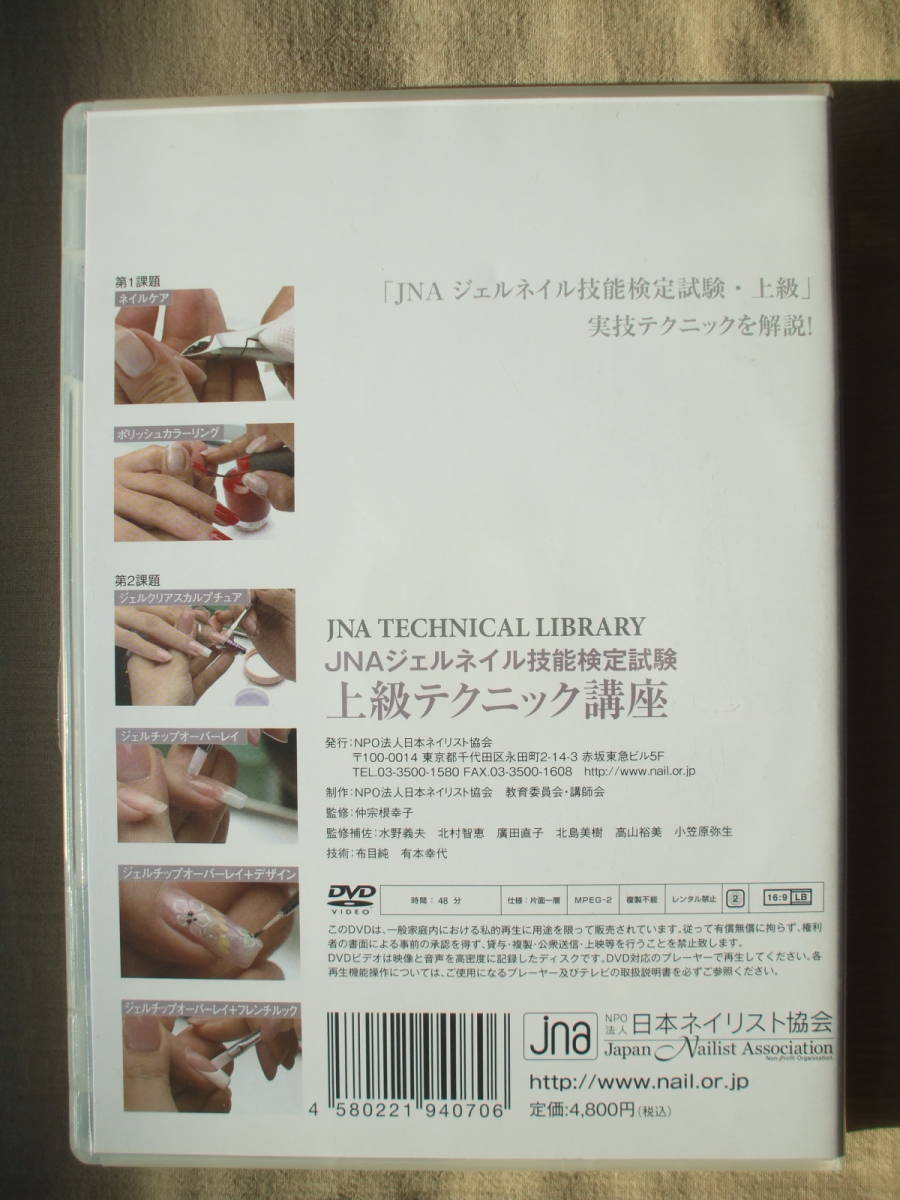 第1課題
ネイルケア
ポリッシュカラーリング
第2課題
ジェルクリアスカルプチュア
ジェルチップオーバーレイ
ジェルチップオーバーレイ+デザイン
ジェルチップオーバーレイ+フレンチルック
「JNA ジェルネイル技能検定試験・上級」
実技テクニックを解説!
JNA TECHNICAL LIBRARY
JNAジェルネイル技能検定試験
上級テクニック講座
発行:NPO法人日本ネイリスト協会
〒100-0014 東京都千代田区永田町2-14-3 赤坂東急ビル5F
TEL.03-3500-1580 FAX.03-3500-1608 http://www.nail.or.jp
制作:NPO法人日本ネイリスト協会 教育委員会・講師会
監修:仲宗根幸子
監修補佐:水野義夫 北村智恵 廣田直子 北島美樹 高山裕美 小笠原弥生
技術:布目純 有本幸代
DVD VIDEO 時間:48分 仕様:片面一層 MPEG-2 複製不能 レンタル禁止 2 16:9 LB
このDVDは、一般家庭内における私的再生に用途を限って販売されています。従って有償無償に拘らず、権利
者の書面による事前の承認を得ず、貸与・複製・公衆送信・上映等を行うことを禁止致します。
DVDビデオは映像と音声を高密度に記録したディスクです。DVD対応のプレーヤーで再生してください。各
再生機能操作については、ご使用になるプレーヤー及びテレビの取扱説明書を必ずご参照ください。
jna NPO法人 日本ネイリスト協会
Japan Nailist Association
Non-Profit Organization
http://www.nail.or.jp
定価:4,800円(税込)
4 580221 940706